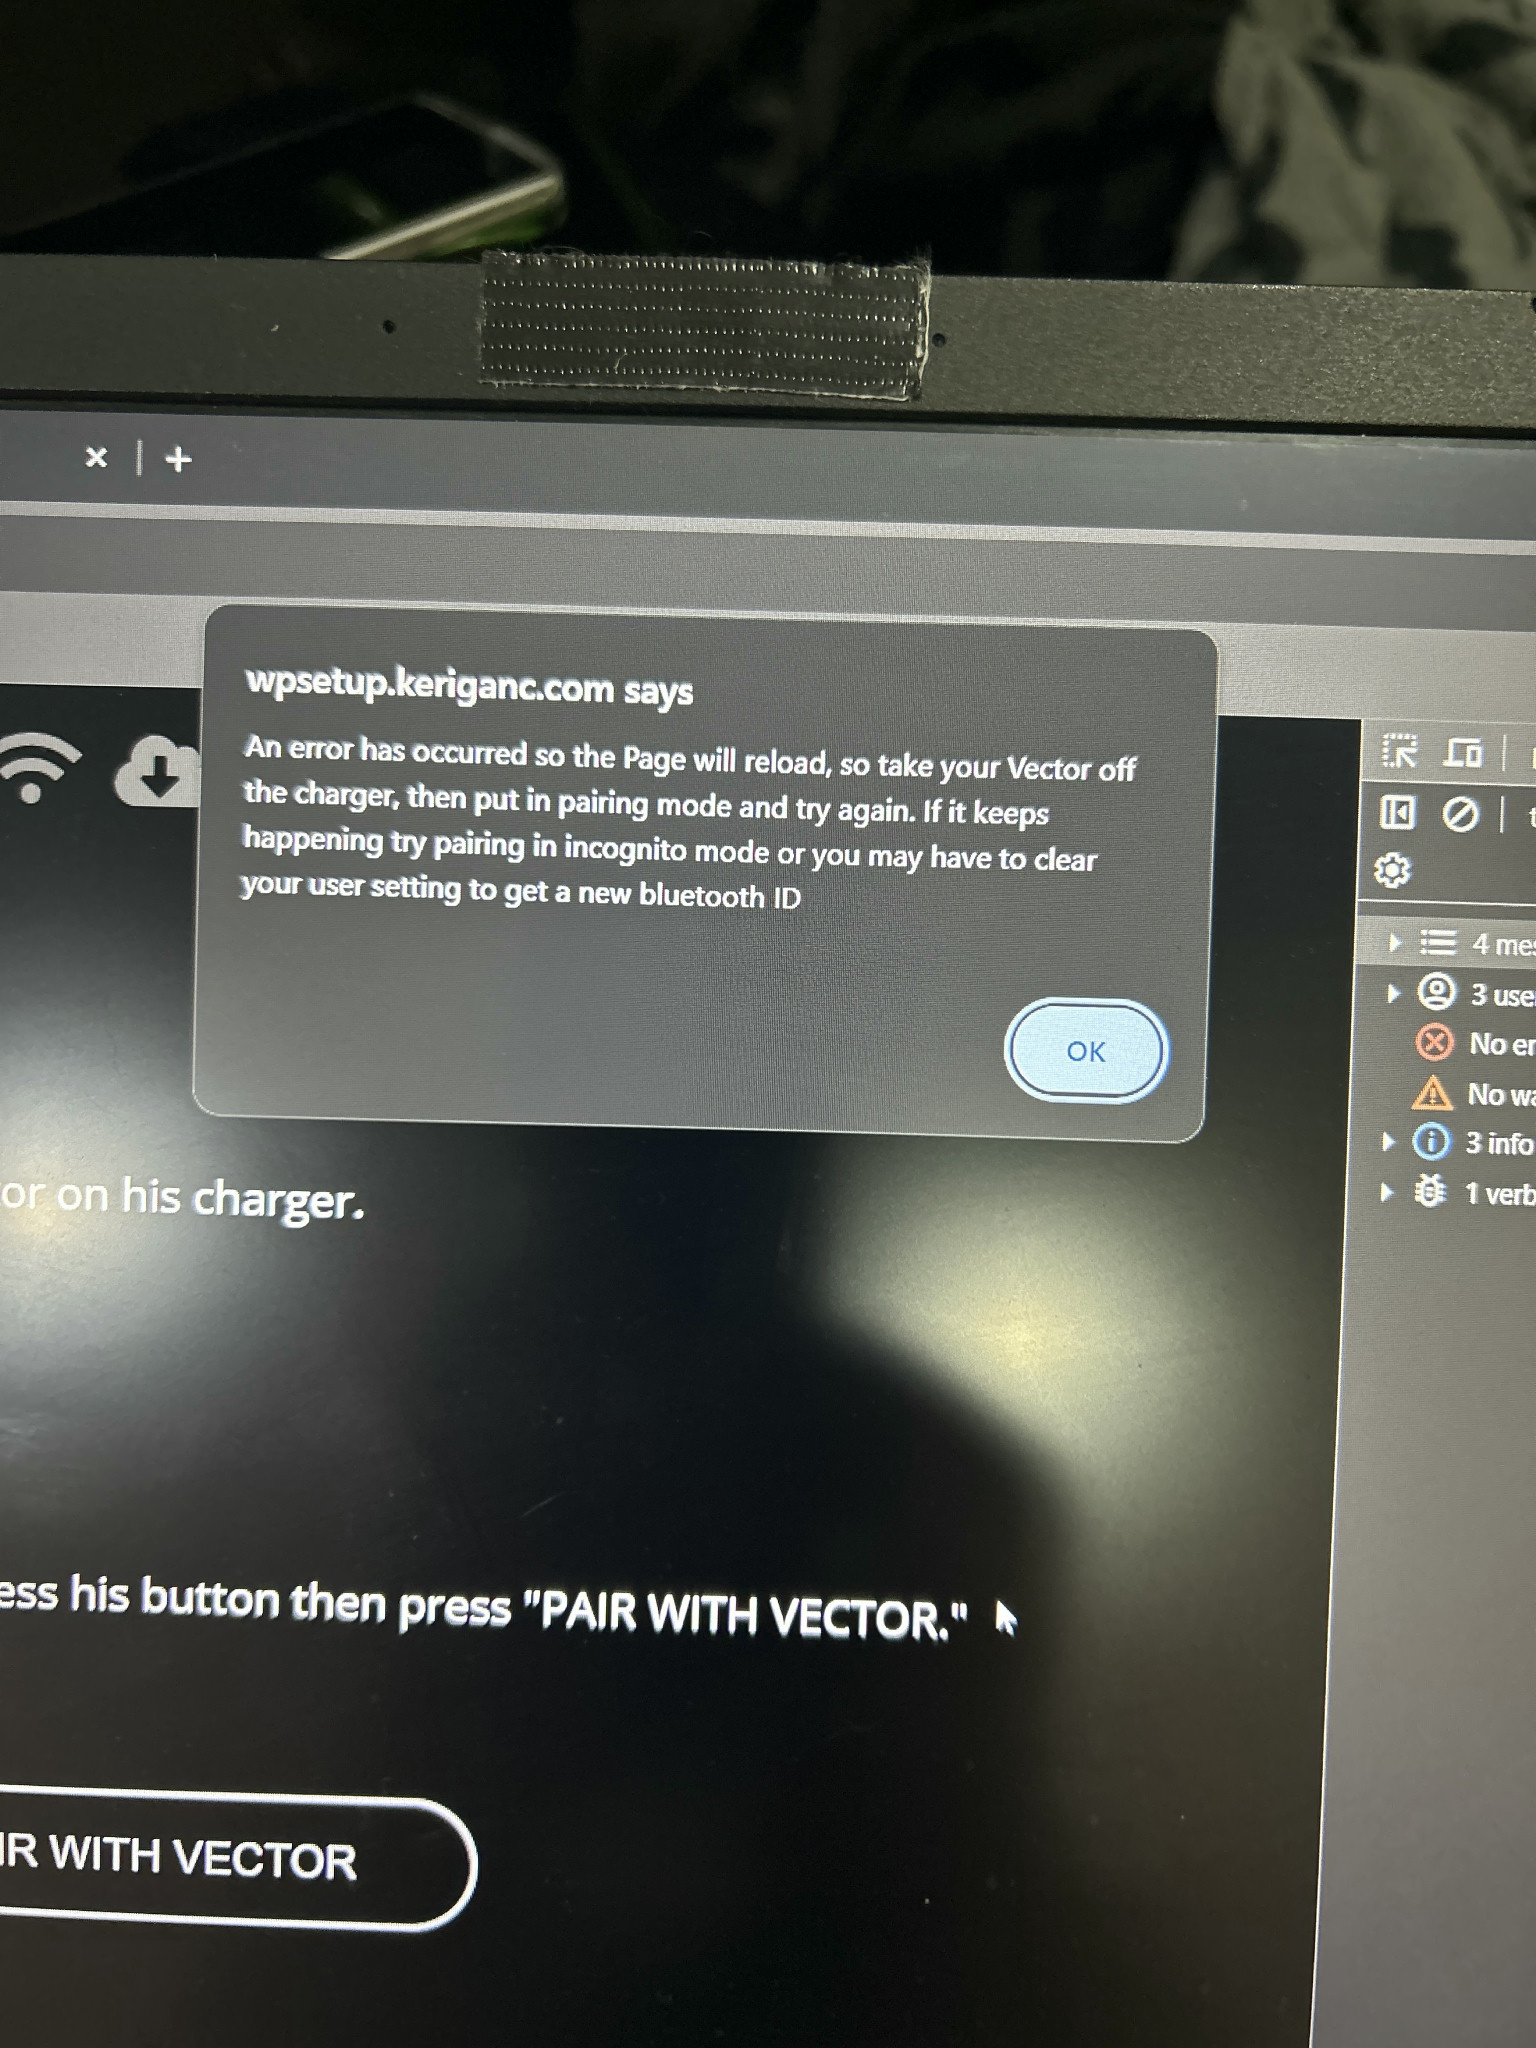 wpsetup.keriganc.com says
An error has occurred so the Page will reload, so take your Vector off
the charger, then put in pairing mode and try again. If it keeps
happening try pairing in incognito mode or you may have to clear
your user setting to get a new bluetooth ID
OK
4 mes
3 use
No er
No wa
3 info
1 verb
or on his charger.
ess his button then press "PAIR WITH VECTOR."
IR WITH VECTOR